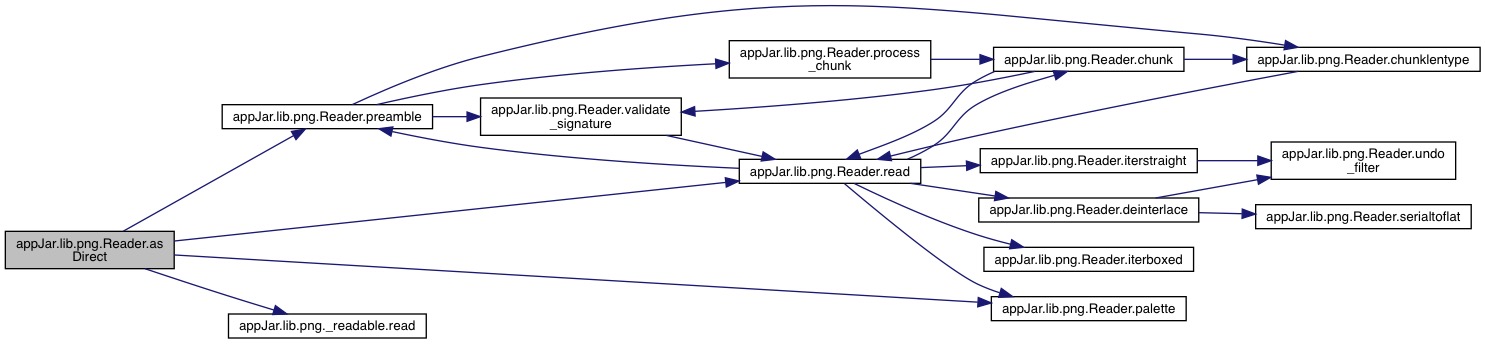 appJar.lib.png.Reader.process
_chunk
appJar.lib.png.Reader.chunk
appJar.lib.png.Reader.chunklentype
appJar.lib.png.Reader.preamble
appJar.lib.png.Reader.validate
_signature
appJar.lib.png.Reader.read
appJar.lib.png.Reader.iterstraight
appJar.lib.png.Reader.undo
_filter
appJar.lib.png.Reader.deinterlace
appJar.lib.png.Reader.serialtoflat
appJar.lib.png.Reader.as
Direct
appJar.lib.png.Reader.iterboxed
appJar.lib.png.Reader.palette
appJar.lib.png._readable.read